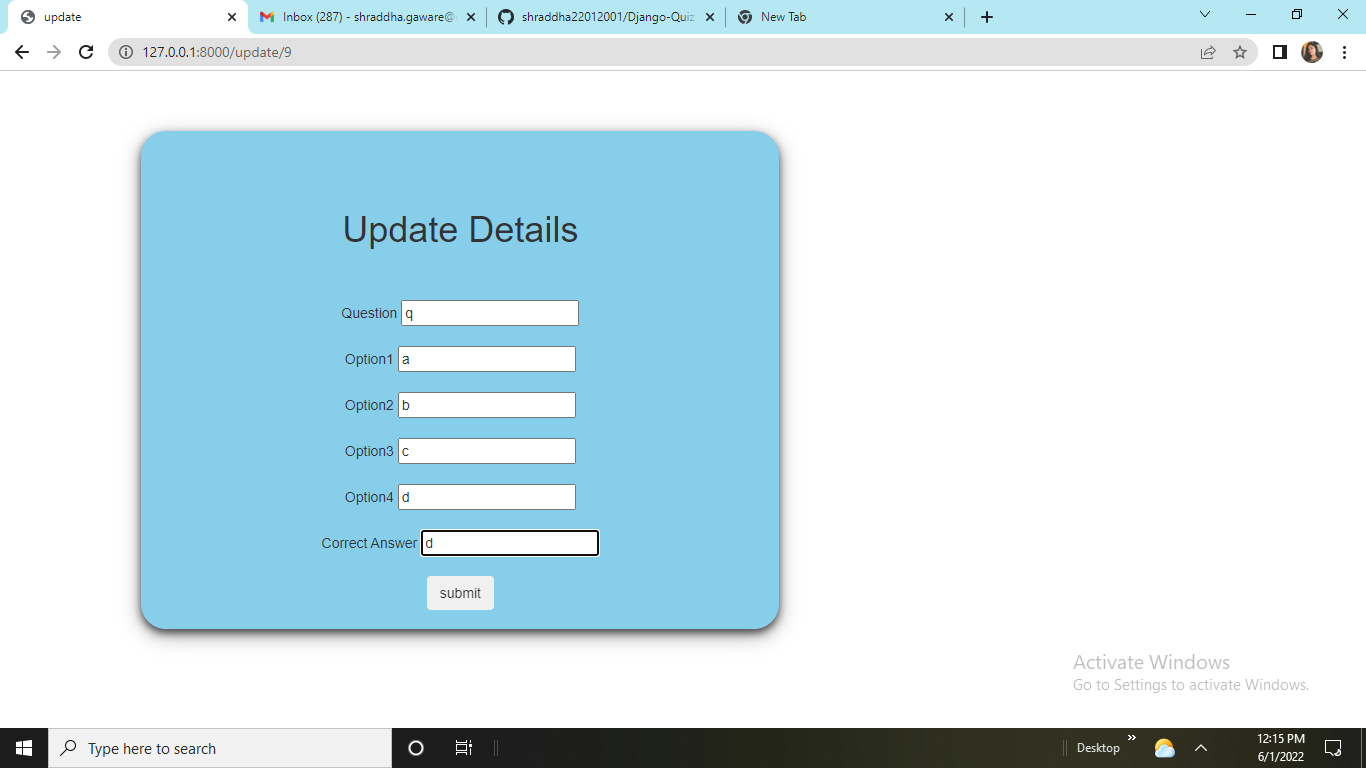 update
Inbox (287) - shraddha.gaware@
shraddha22012001/Django-Quiz
New Tab
127.0.0.1:8000/update/9
Update Details
Question q
Option1 a
Option2 b
Option3 c
Option4 d
Correct Answer d
submit
Activate Windows
Go to Settings to activate Windows.
Type here to search
Desktop
12:15 PM
6/1/2022